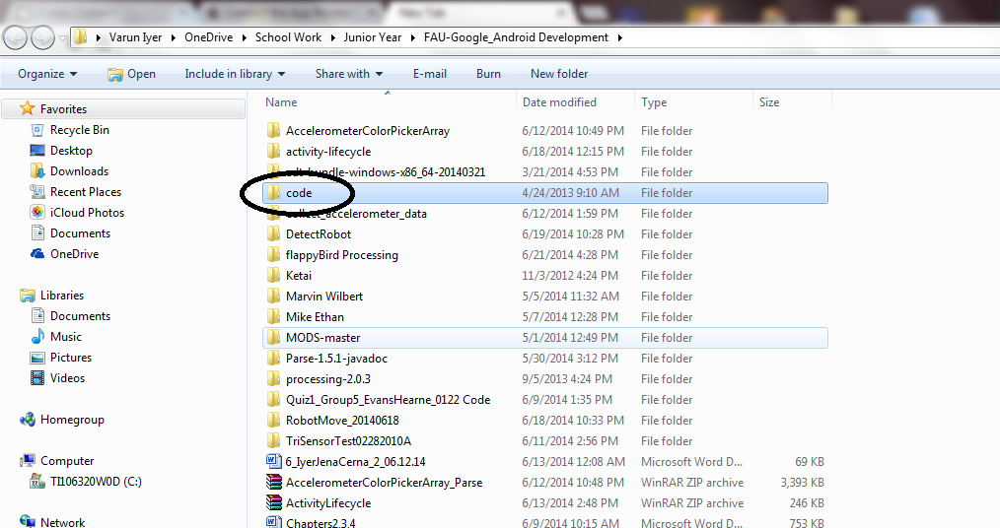 New Tab
Varun Iyer OneDrive School Work Junior Year FAU-Google_Android Development
Organize Open Include in library Share with E-mail Burn New folder
Favorites
Recycle Bin
Desktop
Downloads
Recent Places
iCloud Photos
Documents
OneDrive
Libraries
Documents
Music
Pictures
Videos
Homegroup
Computer
TI106320W0D (C:)
Network
Name Date modified Type Size
AccelerometerColorPickerArray 6/12/2014 10:49 PM File folder
activity-lifecycle 6/18/2014 12:15 PM File folder
adt-bundle-windows-x86_64-20140321 3/21/2014 4:53 PM File folder
code 4/24/2013 9:10 AM File folder
collect_accelerometer_data 6/12/2014 1:59 PM File folder
DetectRobot 6/19/2014 10:28 PM File folder
flappyBird Processing 6/21/2014 4:28 PM File folder
Ketai 11/3/2012 4:24 PM File folder
Marvin Wilbert 5/5/2014 11:32 AM File folder
Mike Ethan 5/7/2014 12:28 PM File folder
MODS-master 5/1/2014 12:49 PM File folder
Parse-1.5.1-javadoc 5/30/2014 3:12 PM File folder
processing-2.0.3 9/5/2013 4:24 PM File folder
Quiz1_Group5_EvansHearne_0122 Code 6/9/2014 1:35 PM File folder
RobotMove_20140618 6/18/2014 10:33 PM File folder
TriSensorTest02282010A 6/11/2014 2:56 PM File folder
6_IyerJenaCerna_2_06.12.14 6/13/2014 12:08 AM Microsoft Word D... 69 KB
AccelerometerColorPickerArray_Parse 6/12/2014 10:48 PM WinRAR ZIP archive 3,393 KB
ActivityLifecycle 6/13/2014 2:48 PM WinRAR ZIP archive 246 KB
Chapters2.3.4 6/9/2014 10:15 AM Microsoft Word D... 753 KB